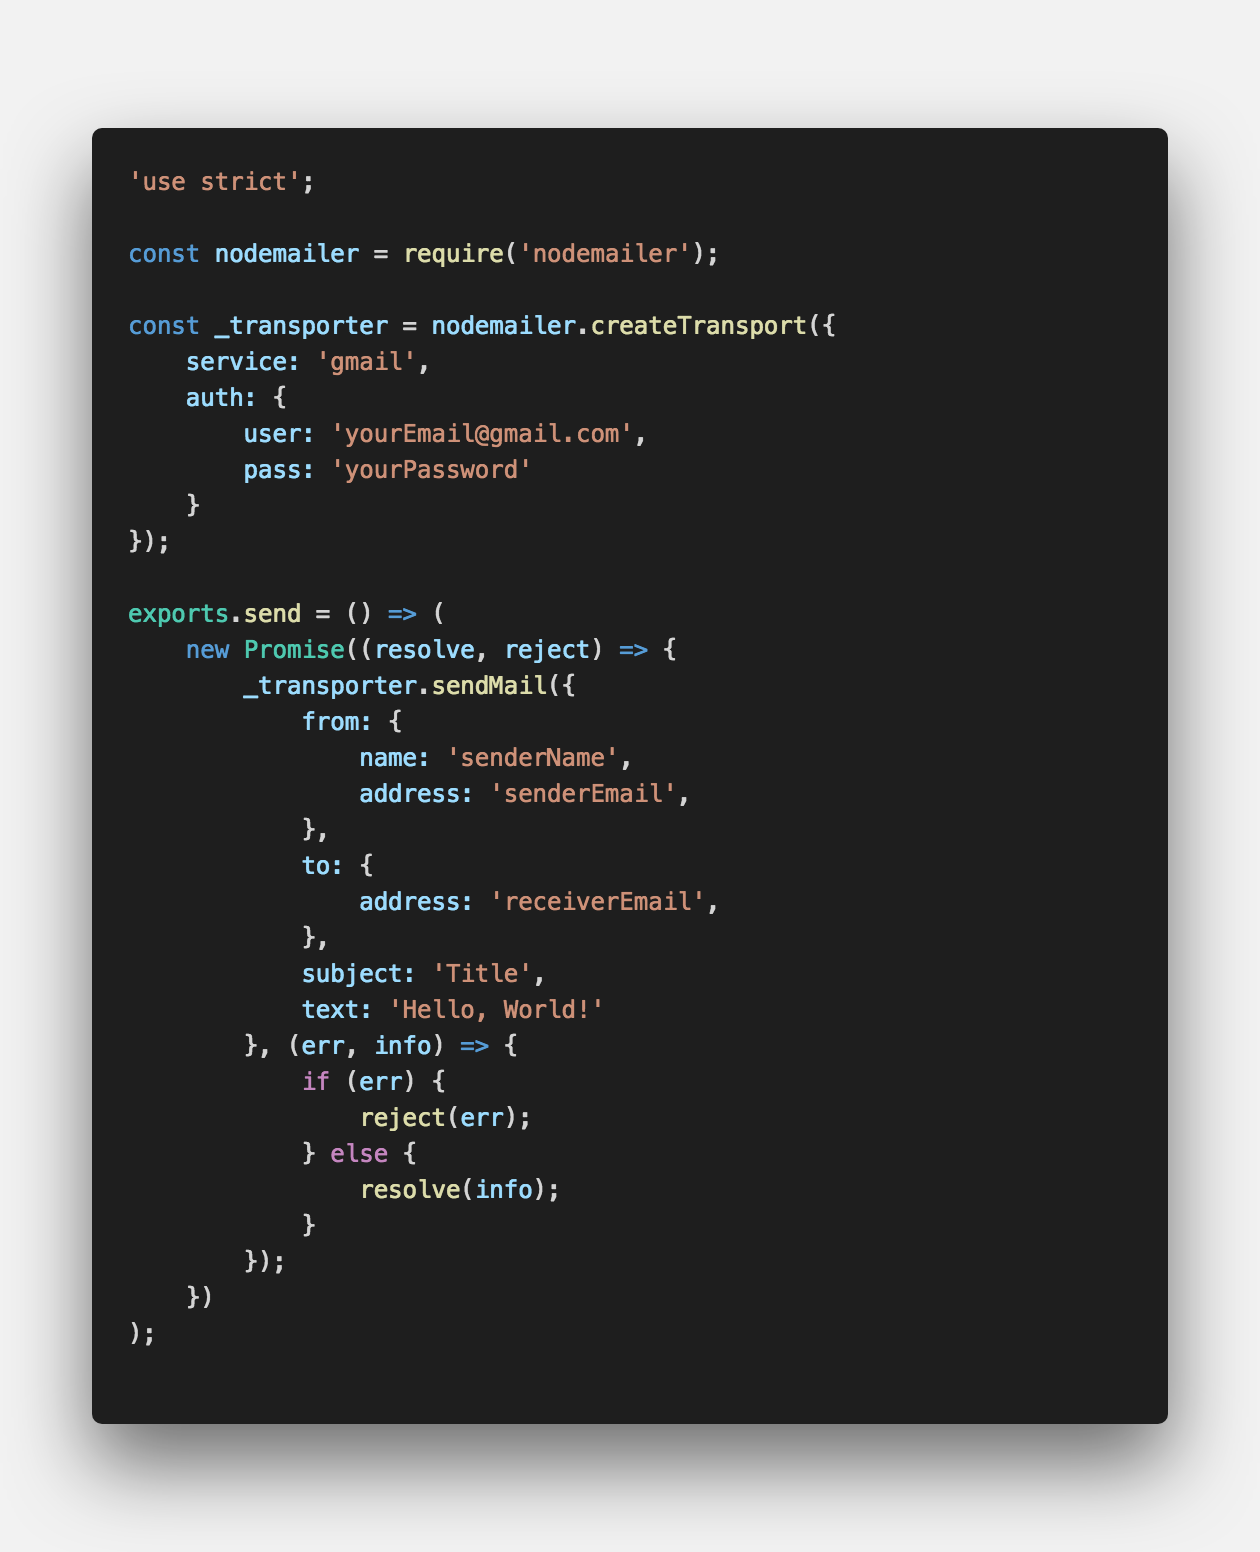 'use strict';

const nodemailer = require('nodemailer');

const _transporter = nodemailer.createTransport({
    service: 'gmail',
    auth: {
        user: 'yourEmail@gmail.com',
        pass: 'yourPassword'
    }
});

exports.send = () => (
    new Promise((resolve, reject) => {
        _transporter.sendMail({
            from: {
                name: 'senderName',
                address: 'senderEmail',
            },
            to: {
                address: 'receiverEmail',
            },
            subject: 'Title',
            text: 'Hello, World!'
        }, (err, info) => {
            if (err) {
                reject(err);
            } else {
                resolve(info);
            }
        });
    })
);